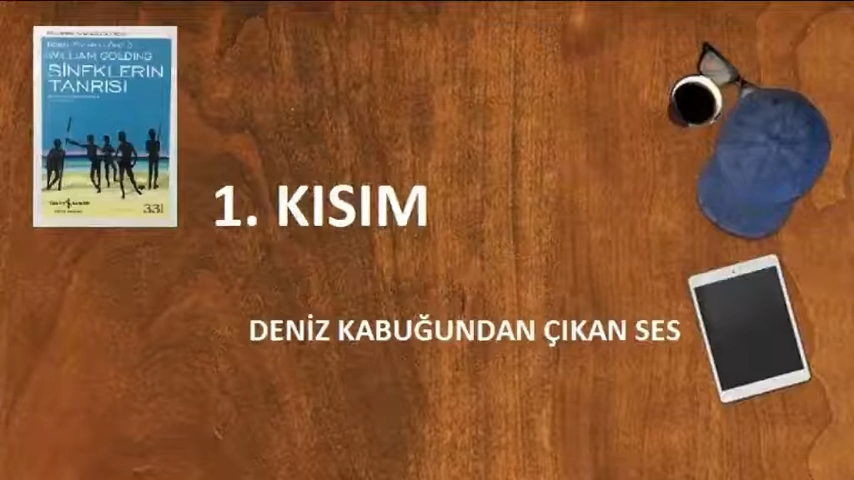 WILLIAM GOLDING
SİNEKLERİN
TANRISI
331
1. KISIM
DENİZ KABUĞUNDAN ÇIKAN SES